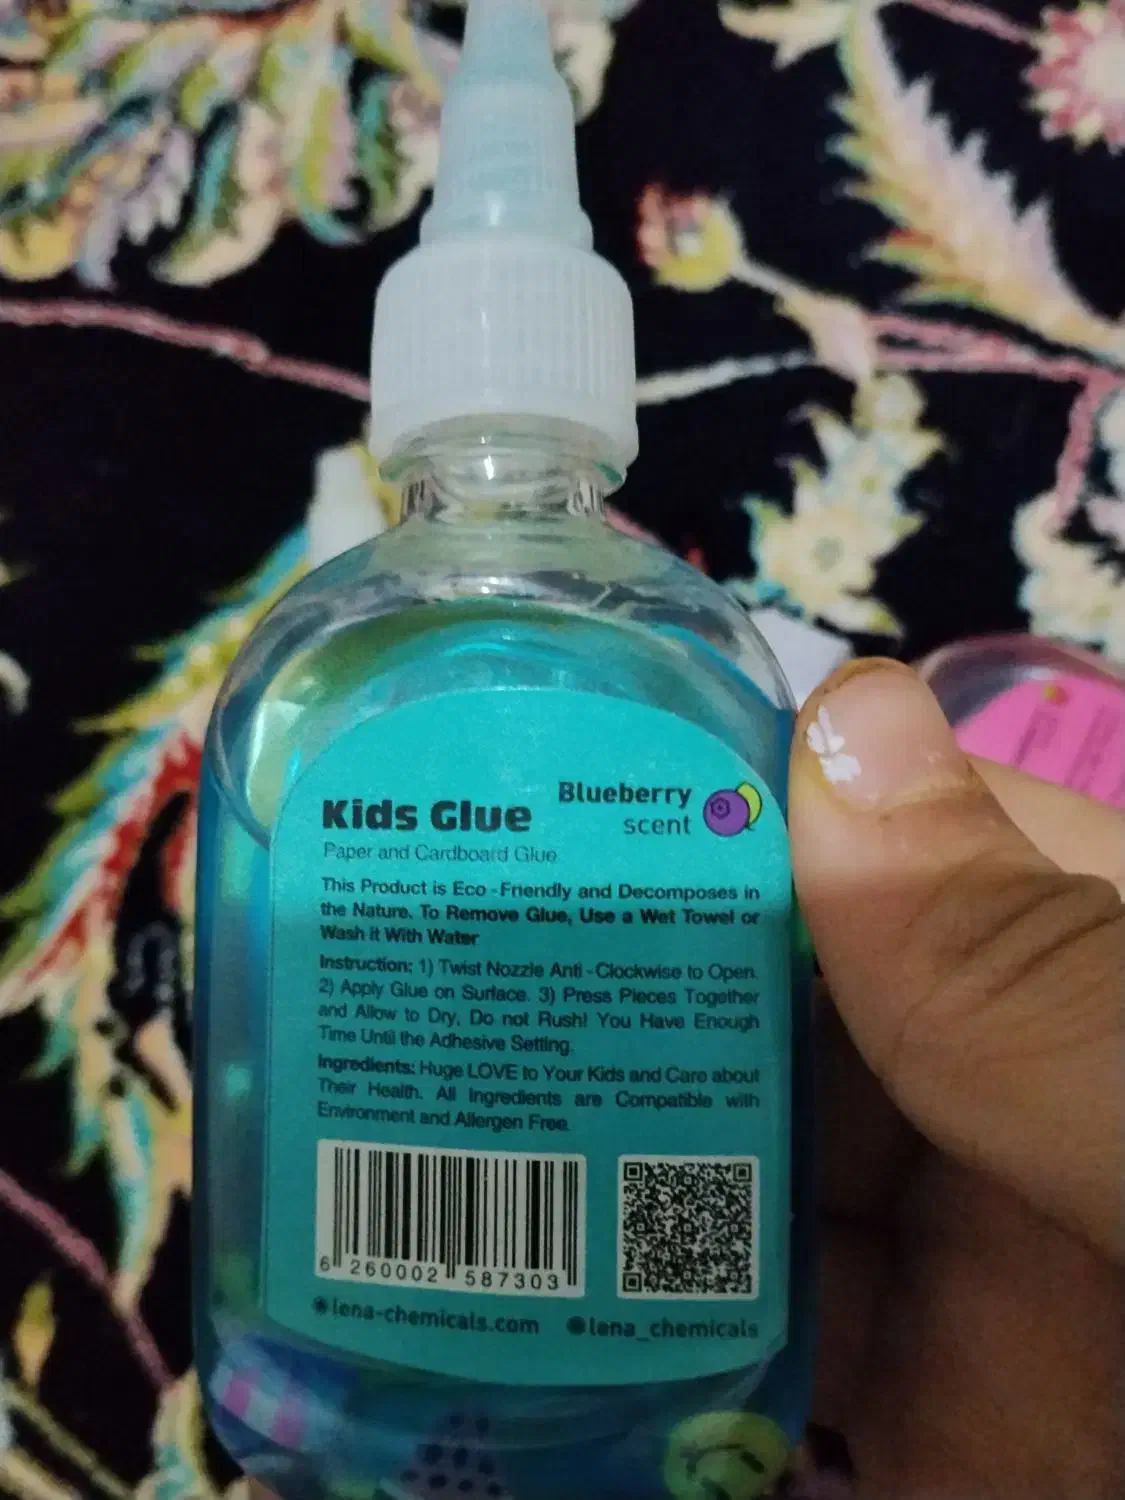 Blueberry
scent
Kids Glue
Paper and Cardboard Glue
This Product is Eco-Friendly and Decomposes in
the Nature. To Remove Glue, Use a Wet Towel or
Wash it With Water
Instruction: 1) Twist Nozzle Anti-Clockwise to Open.
2) Apply Glue on Surface. 3) Press Pieces Together
and Allow to Dry, Do not Rush! You Have Enough
Time Until the Adhesive Setting.
Ingredients: Huge LOVE to Your Kids and Care about
Their Health. All Ingredients are Compatible with
Environment and Allergen Free.
6 260002 587303
lena-chemicals.com lena_chemicals